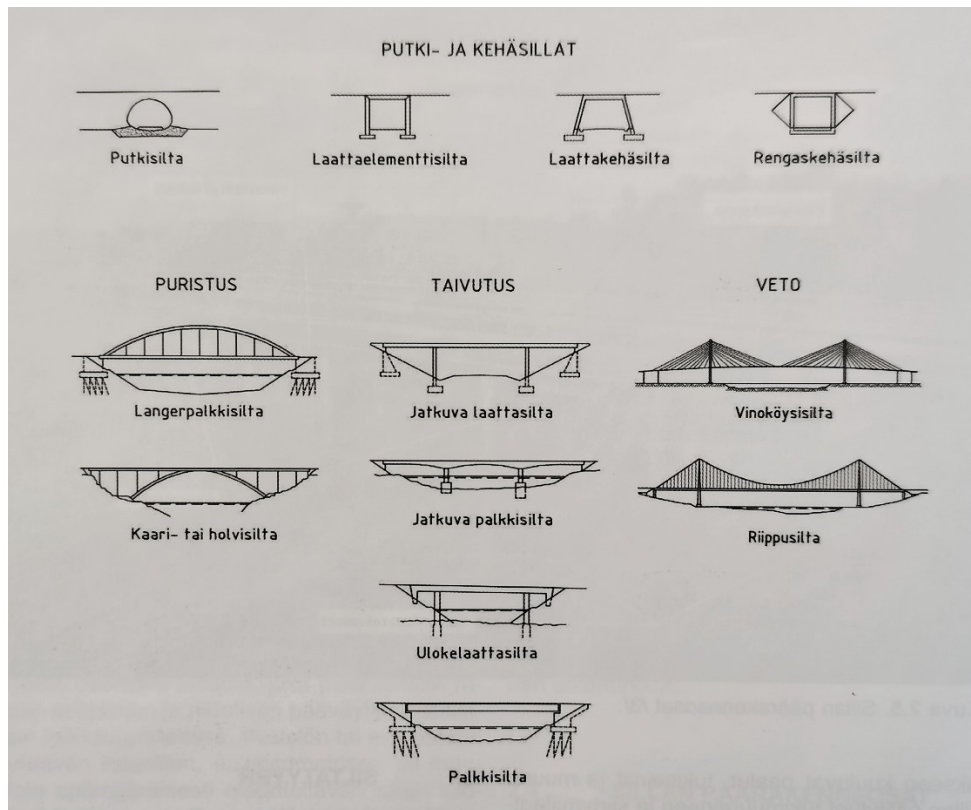 PUTKI- JA KEHÄSILLAT
Putkisilta
Laattaelementtisilta
Laattakehäsilta
Rengaskehäsilta
PURISTUS
TAIVUTUS
VETO
Langerpalkkisilta
Jatkuva laattasilta
Vinoköysisilta
Kaari- tai holvisilta
Jatkuva palkkisilta
Riippusilta
Ulokelaattasilta
Palkkisilta